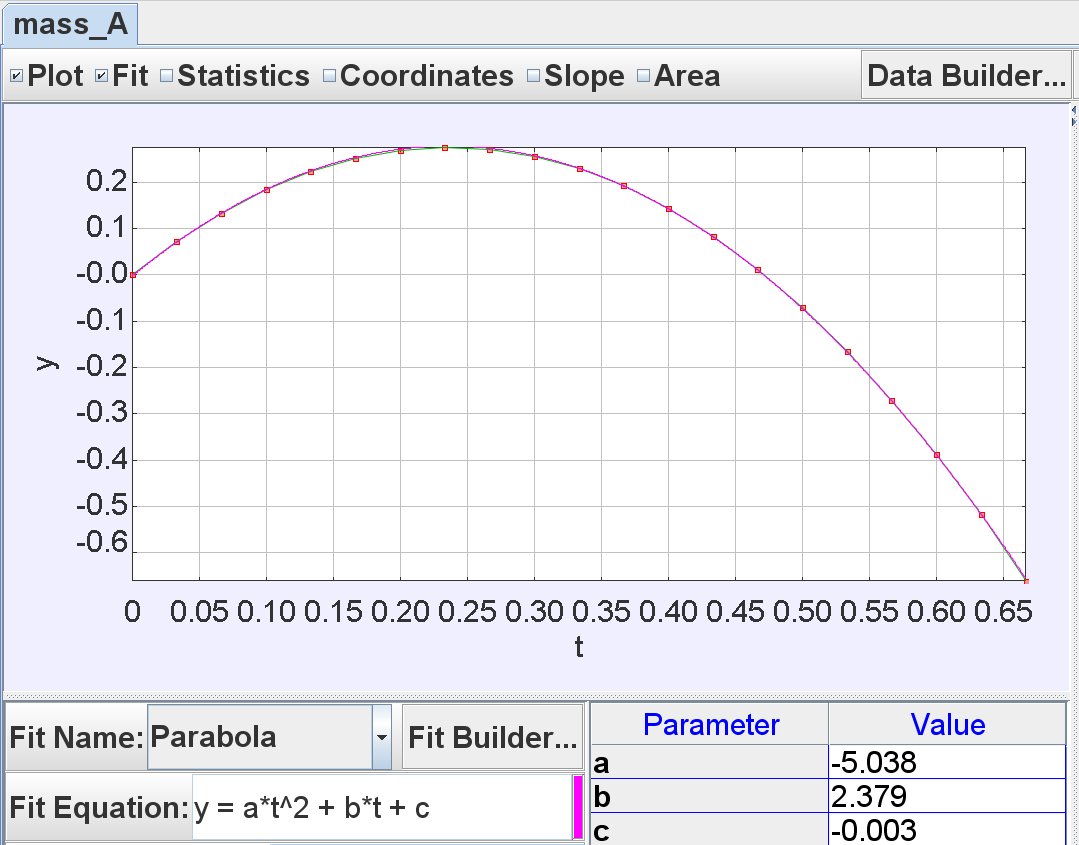 mass_A
Plot Fit Statistics Coordinates Slope Area Data Builder...
0.2
0.1
-0.0
-0.1
-0.2
-0.3
-0.4
-0.5
-0.6
y
0 0.05 0.10 0.15 0.20 0.25 0.30 0.35 0.40 0.45 0.50 0.55 0.60 0.65
t
Fit Name: Parabola Fit Builder...
Fit Equation: y = a*t^2 + b*t + c
Parameter Value
a -5.038
b 2.379
c -0.003